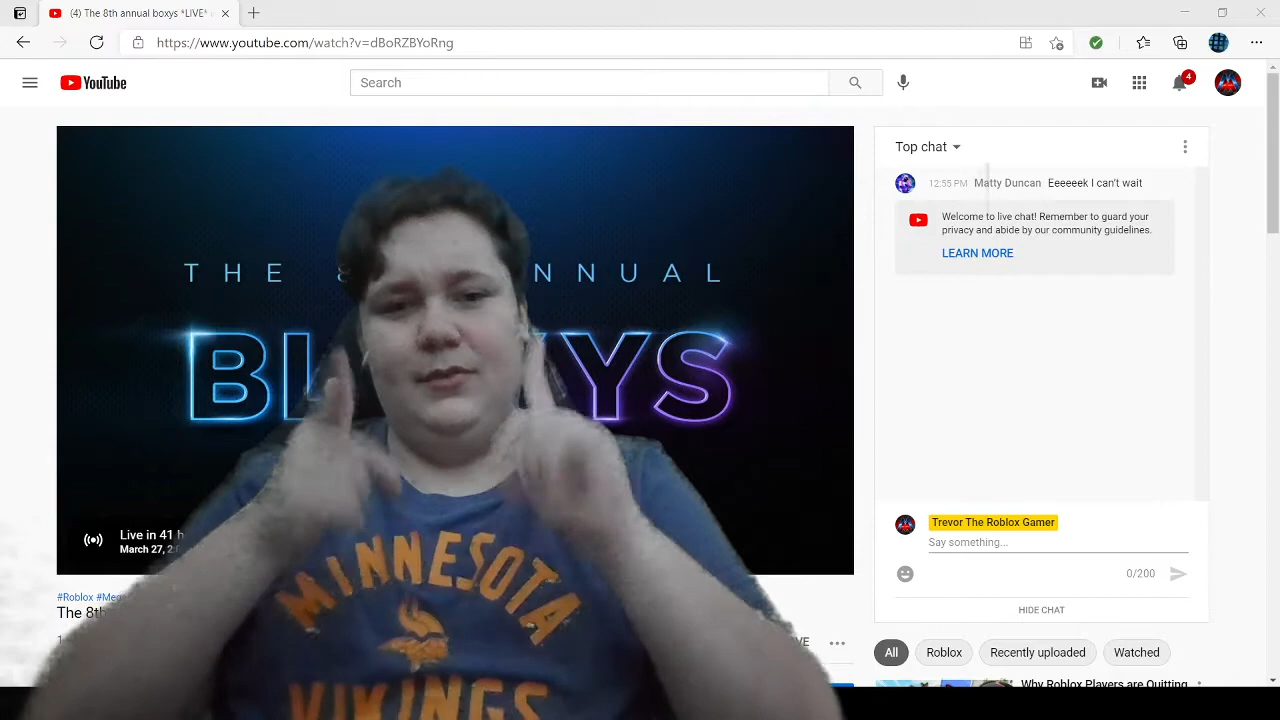 (4) The 8th annual boxys *LIVE*
https://www.youtube.com/watch?v=dBoRZBYoRng
YouTube
Search
4
THE 8 NNUAL
BL YS
Live in 41 h
March 27, 2:
#Roblox #Meg
The 8th
VE
MINNESOTA
VIKINGS
Top chat
12:55 PM Matty Duncan Eeeeeek I can't wait
Welcome to live chat! Remember to guard your
privacy and abide by our community guidelines.
LEARN MORE
Trevor The Roblox Gamer
Say something...
0/200
HIDE CHAT
All Roblox Recently uploaded Watched
Why Roblox Players are Quitting